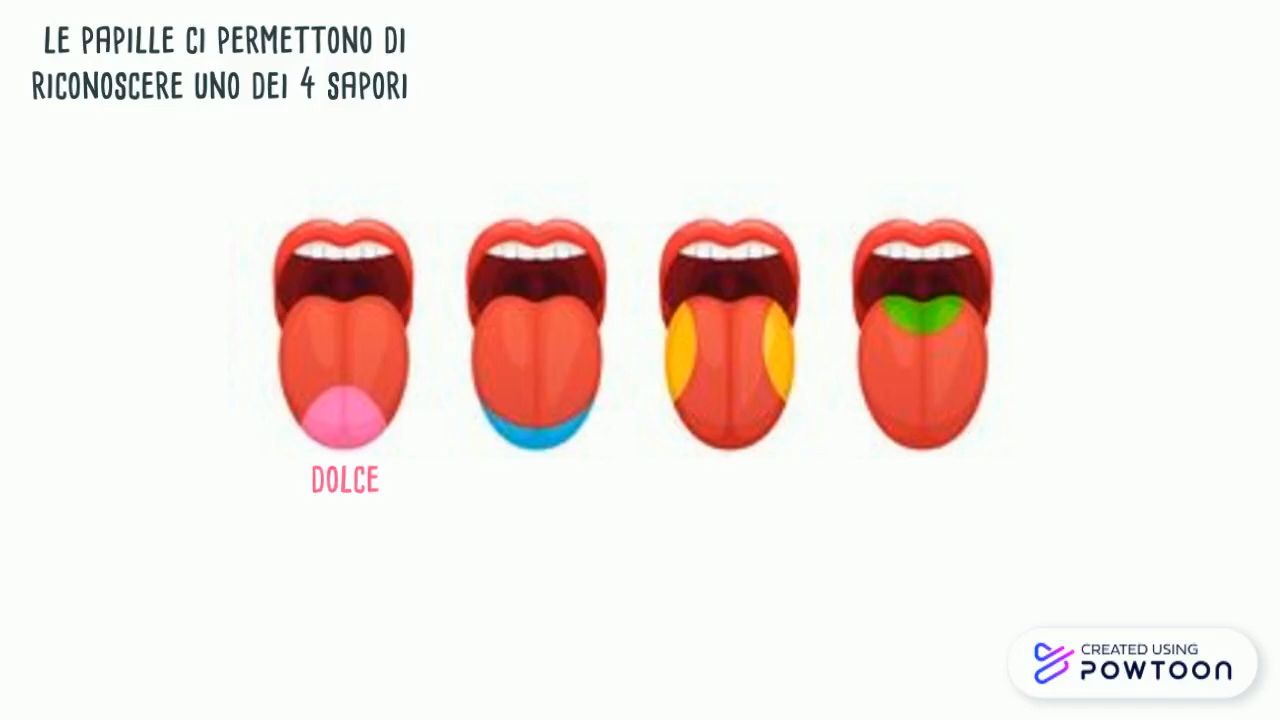 LE PAPILLE CI PERMETTONO DI
RICONOSCERE UNO DEI 4 SAPORI
DOLCE
CREATED USING
POWTOON